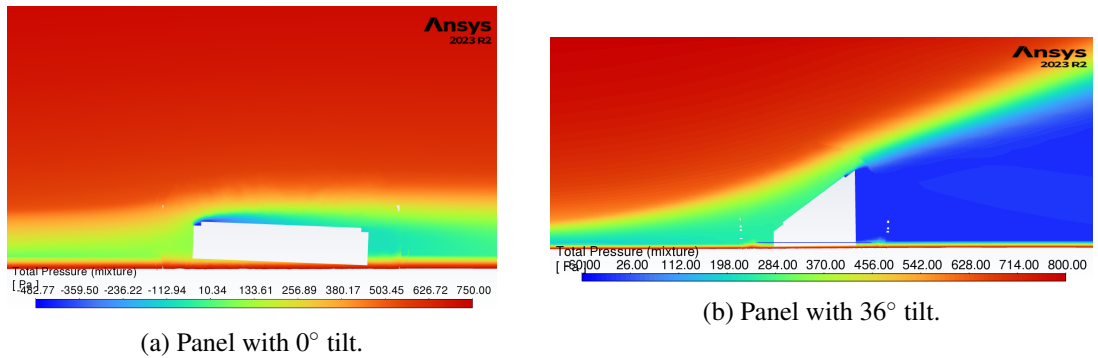 Ansys
2023 R2
Total Pressure (mixture)
[ Pa ]
-482.77 -359.50 -236.22 -112.94 10.34 133.61 256.89 380.17 503.45 626.72 750.00
(a) Panel with 0° tilt.
Ansys
2023 R2
Total Pressure (mixture)
[ Pa ]
-60.00 26.00 112.00 198.00 284.00 370.00 456.00 542.00 628.00 714.00 800.00
(b) Panel with 36° tilt.